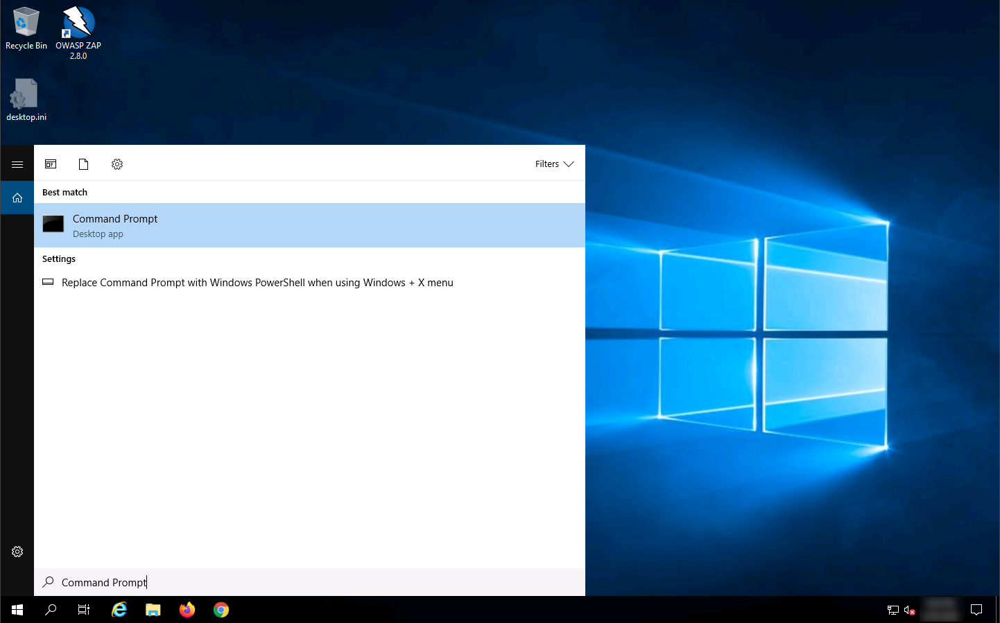 Recycle Bin
OWASP ZAP
2.8.0
desktop.ini
Filters
Best match
Command Prompt
Desktop app
Settings
Replace Command Prompt with Windows PowerShell when using Windows + X menu
Command Prompt